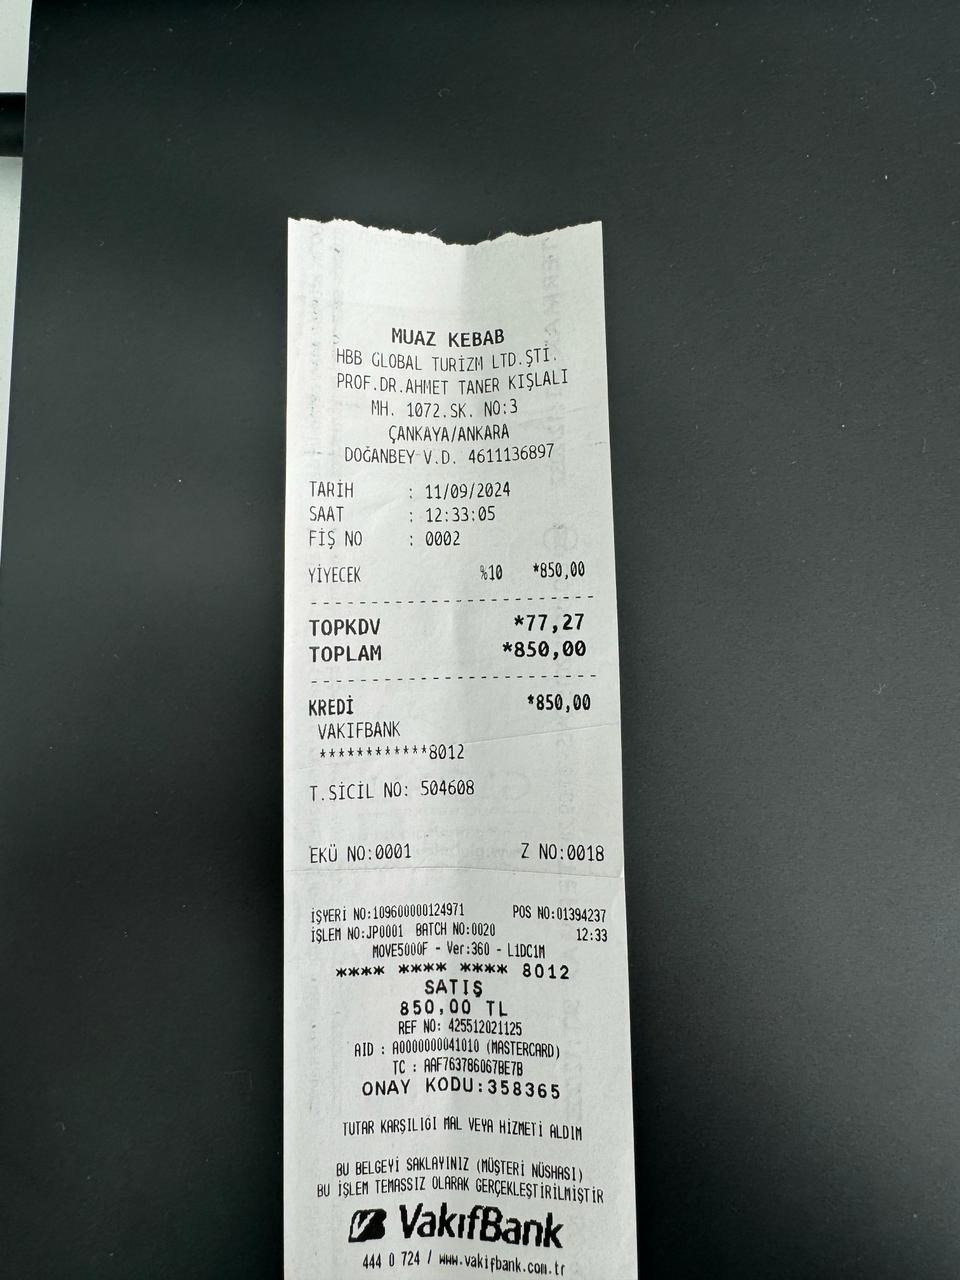 MUAZ KEBAB
HBB GLOBAL TURİZM LTD.ŞTİ.
PROF.DR.AHMET TANER KIŞLALI
MH. 1072.SK. NO:3
ÇANKAYA/ANKARA
DOĞANBEY V.D. 4611136897
TARİH : 11/09/2024
SAAT : 12:33:05
FİŞ NO : 0002
YİYECEK %10 *850,00
TOPKDV *77,27
TOPLAM *850,00
KREDİ *850,00
VAKIFBANK
************8012
T.SİCİL NO: 504608
EKÜ NO:0001 Z NO:0018
İŞYERİ NO:109600000124971 POS NO:01394237
İŞLEM NO:JP0001 BATCH NO:0020 12:33
MOVE5000F - Ver:360 - L1DC1M
**** **** **** 8012
SATIŞ
850,00 TL
REF NO: 425512021125
AID : A0000000041010 (MASTERCARD)
TC : AAF763786067BE7B
ONAY KODU:358365
TUTAR KARŞILIĞI MAL VEYA HİZMETİ ALDIM
BU BELGEYİ SAKLAYINIZ (MÜŞTERİ NÜSHASI)
BU İŞLEM TEMASSIZ OLARAK GERÇEKLEŞTİRİLMİŞTİR
VakıfBank
444 0 724 / www.vakifbank.com.tr